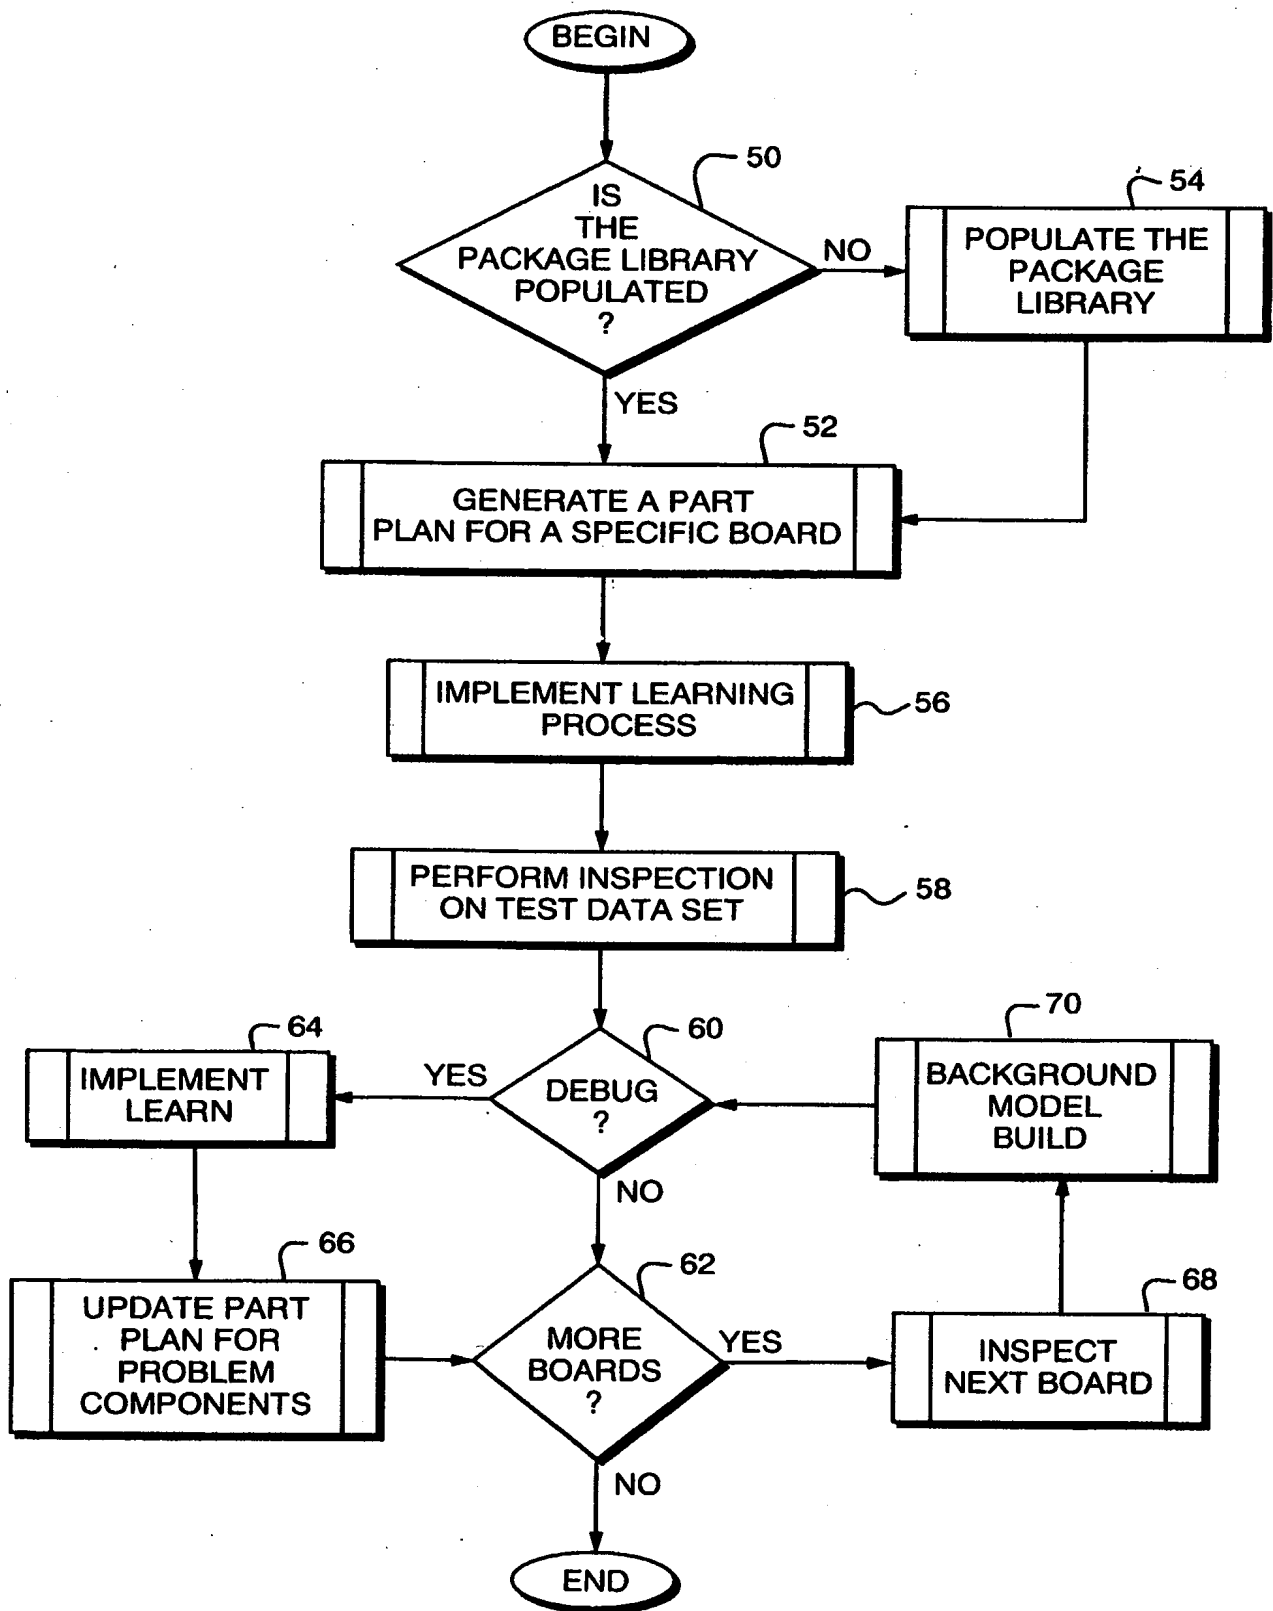 BEGIN
50
IS
THE
PACKAGE LIBRARY
POPULATED
?
NO
54
POPULATE THE
PACKAGE
LIBRARY
YES
52
GENERATE A PART
PLAN FOR A SPECIFIC BOARD
IMPLEMENT LEARNING
PROCESS
56
PERFORM INSPECTION
ON TEST DATA SET
58
60
DEBUG
?
YES
64
IMPLEMENT
LEARN
70
BACKGROUND
MODEL
BUILD
NO
66
UPDATE PART
PLAN FOR
PROBLEM
COMPONENTS
62
MORE
BOARDS
?
YES
68
INSPECT
NEXT BOARD
NO
END